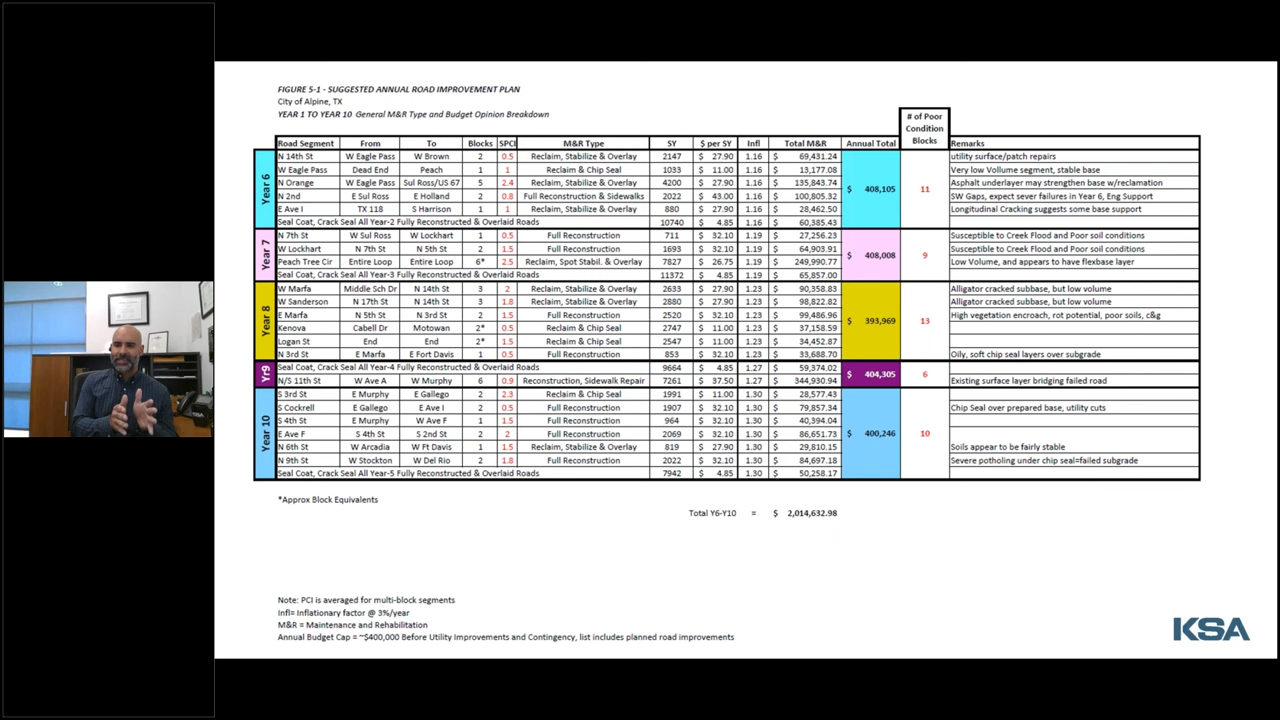 FIGURE 5-1 - SUGGESTED ANNUAL ROAD IMPROVEMENT PLAN
City of Alpine, TX
YEAR 1 TO YEAR 10 General M&R Type and Budget Opinion Breakdown
# of Poor Condition Blocks
Road Segment From To Blocks SPCI M&R Type SY $ per SY Infl Total M&R Annual Total Remarks
Year 6
N 14th St W Eagle Pass W Brown 2 0.5 Reclaim, Stabilize & Overlay 2147 $ 27.90 1.16 $ 69,431.24 utility surface/patch repairs
W Eagle Pass Dead End Peach 1 1 Reclaim & Chip Seal 1033 $ 11.00 1.16 $ 13,177.08 Very low Volume segment, stable base
N Orange W Eagle Pass Sul Ross/US 67 5 2.4 Reclaim, Stabilize & Overlay 4200 $ 27.90 1.16 $ 135,843.74 $ 408,105 11 Asphalt underlayer may strengthen base w/reclamation
N 2nd E Sul Ross E Holland 2 0.8 Full Reconstruction & Sidewalks 2022 $ 43.00 1.16 $ 100,805.32 SW Gaps, expect sever failures in Year 6, Eng Support
E Ave I TX 118 S Harrison 1 1 Reclaim, Stabilize & Overlay 880 $ 27.90 1.16 $ 28,462.50 Longitudinal Cracking suggests some base support
Seal Coat, Crack Seal All Year-2 Fully Reconstructed & Overlaid Roads 10740 $ 4.85 1.16 $ 60,385.43
Year 7
N 7th St W Sul Ross W Lockhart 1 0.5 Full Reconstruction 711 $ 32.10 1.19 $ 27,256.23 Susceptible to Creek Flood and Poor soil conditions
W Lockhart N 7th St N 5th St 2 1.5 Full Reconstruction 1693 $ 32.10 1.19 $ 64,903.91 $ 408,008 9 Susceptible to Creek Flood and Poor soil conditions
Peach Tree Cir Entire Loop Entire Loop 6* 2.5 Reclaim, Spot Stabil. & Overlay 7827 $ 26.75 1.19 $ 249,990.77 Low Volume, and appears to have flexbase layer
Seal Coat, Crack Seal All Year-3 Fully Reconstructed & Overlaid Roads 11372 $ 4.85 1.19 $ 65,857.00
Year 8
W Marfa Middle Sch Dr N 14th St 3 2 Reclaim, Stabilize & Overlay 2633 $ 27.90 1.23 $ 90,358.83 Alligator cracked subbase, but low volume
W Sanderson N 17th St N 14th St 3 1.8 Reclaim, Stabilize & Overlay 2880 $ 27.90 1.23 $ 98,822.82 Alligator cracked subbase, but low volume
E Marfa N 5th St N 3rd St 2 1.5 Full Reconstruction 2520 $ 32.10 1.23 $ 99,486.96 $ 393,969 13 High vegetation encroach, rot potential, poor soils, c&g
Kenova Cabell Dr Motowan 2* 0.5 Reclaim & Chip Seal 2747 $ 11.00 1.23 $ 37,158.59
Logan St End End 2* 1.5 Reclaim & Chip Seal 2547 $ 11.00 1.23 $ 34,452.87
N 3rd St E Marfa E Fort Davis 1 0.5 Full Reconstruction 853 $ 32.10 1.23 $ 33,688.70 Oily, soft chip seal layers over subgrade
Yr9
Seal Coat, Crack Seal All Year-4 Fully Reconstructed & Overlaid Roads 9664 $ 4.85 1.27 $ 59,374.02 $ 404,305 6
N/S 11th St W Ave A W Murphy 6 0.9 Reconstruction, Sidewalk Repair 7261 $ 37.50 1.27 $ 344,930.94 Existing surface layer bridging failed road
Year 10
S 3rd St E Murphy E Gallego 2 2.3 Reclaim & Chip Seal 1991 $ 11.00 1.30 $ 28,577.43
S Cockrell E Gallego E Ave I 2 0.5 Full Reconstruction 1907 $ 32.10 1.30 $ 79,857.34 Chip Seal over prepared base, utility cuts
S 4th St E Murphy W Ave F 1 1.5 Full Reconstruction 964 $ 32.10 1.30 $ 40,394.04
E Ave F S 4th St S 2nd St 2 2 Full Reconstruction 2069 $ 32.10 1.30 $ 86,651.73 $ 400,246 10
N 6th St W Arcadia W Ft Davis 1 1.5 Reclaim, Stabilize & Overlay 819 $ 27.90 1.30 $ 29,810.15 Soils appear to be fairly stable
N 9th St W Stockton W Del Rio 2 1.8 Full Reconstruction 2022 $ 32.10 1.30 $ 84,697.18 Severe potholing under chip seal=failed subgrade
Seal Coat, Crack Seal All Year-5 Fully Reconstructed & Overlaid Roads 7942 $ 4.85 1.30 $ 50,258.17
*Approx Block Equivalents
Total Y6-Y10 = $ 2,014,632.98
Note: PCI is averaged for multi-block segments
Infl= Inflationary factor @ 3%/year
M&R = Maintenance and Rehabilitation
Annual Budget Cap = ~$400,000 Before Utility Improvements and Contingency, list includes planned road improvements
KSA